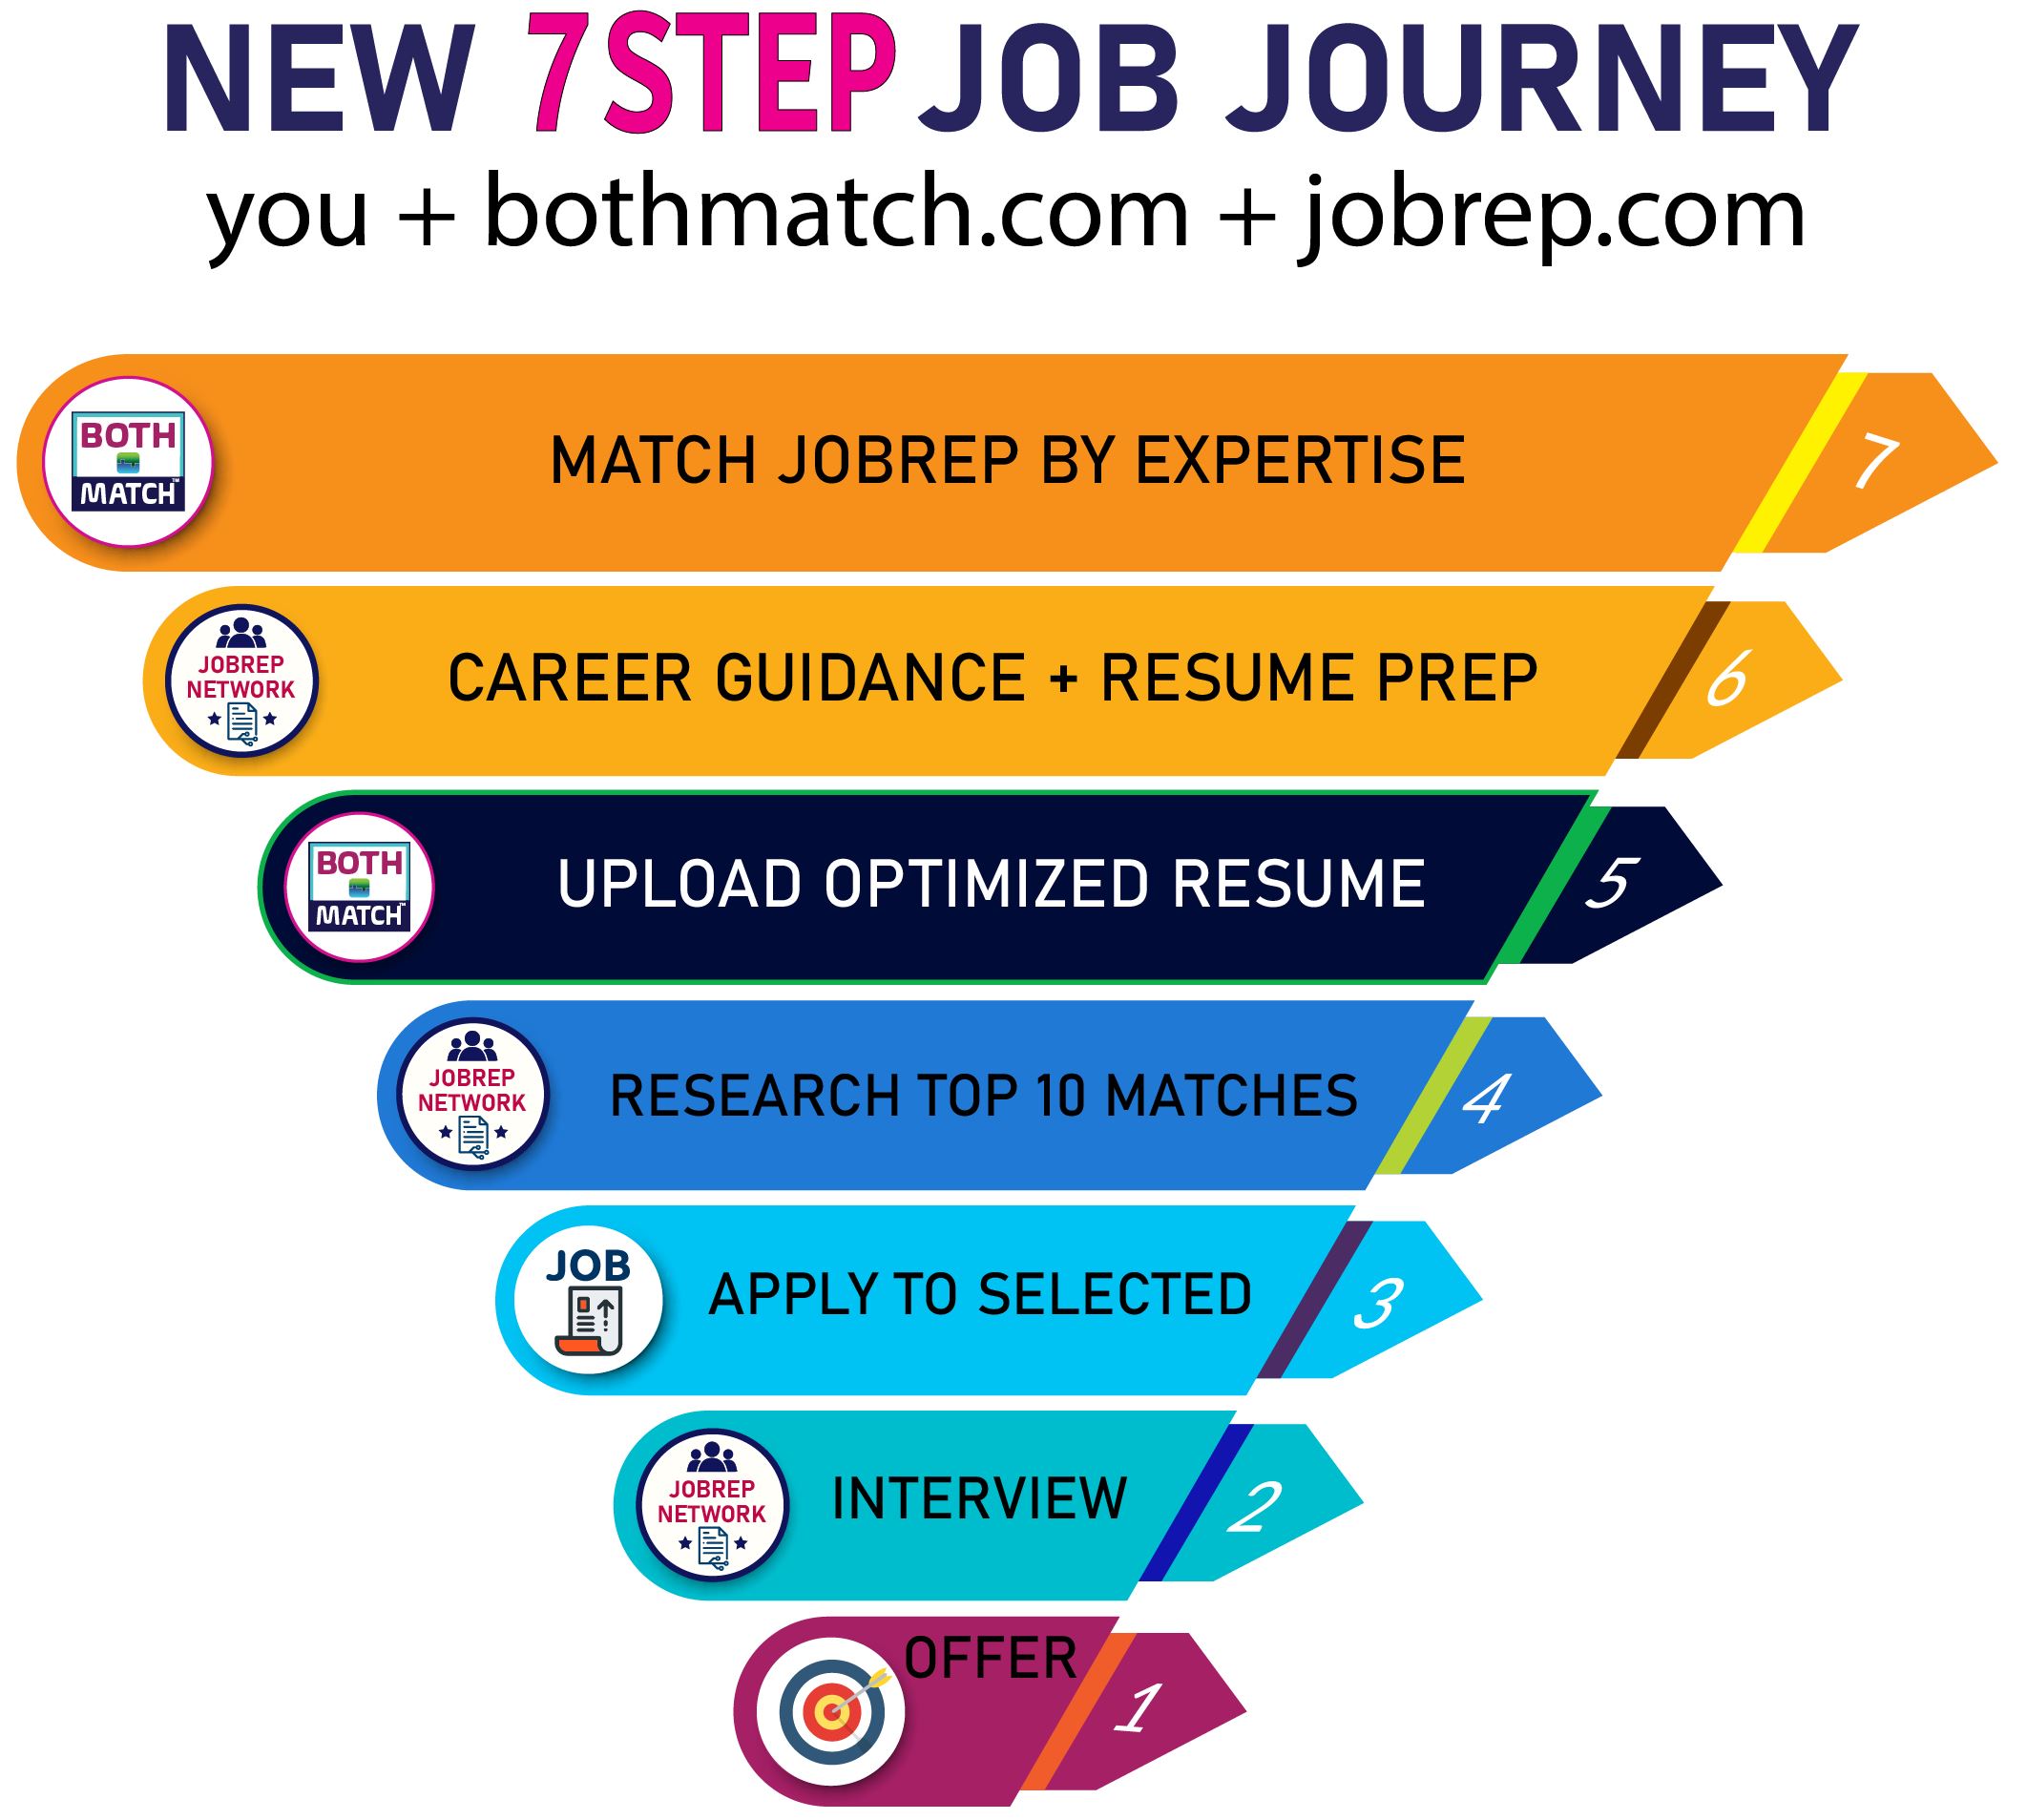 NEW 7STEP JOB JOURNEY
you + bothmatch.com + jobrep.com
BOTH
MATCH™
MATCH JOBREP BY EXPERTISE
7
JOBREP
NETWORK
CAREER GUIDANCE + RESUME PREP
6
BOTH
MATCH™
UPLOAD OPTIMIZED RESUME
5
JOBREP
NETWORK
RESEARCH TOP 10 MATCHES
4
JOB
APPLY TO SELECTED
3
JOBREP
NETWORK
INTERVIEW
2
OFFER
1